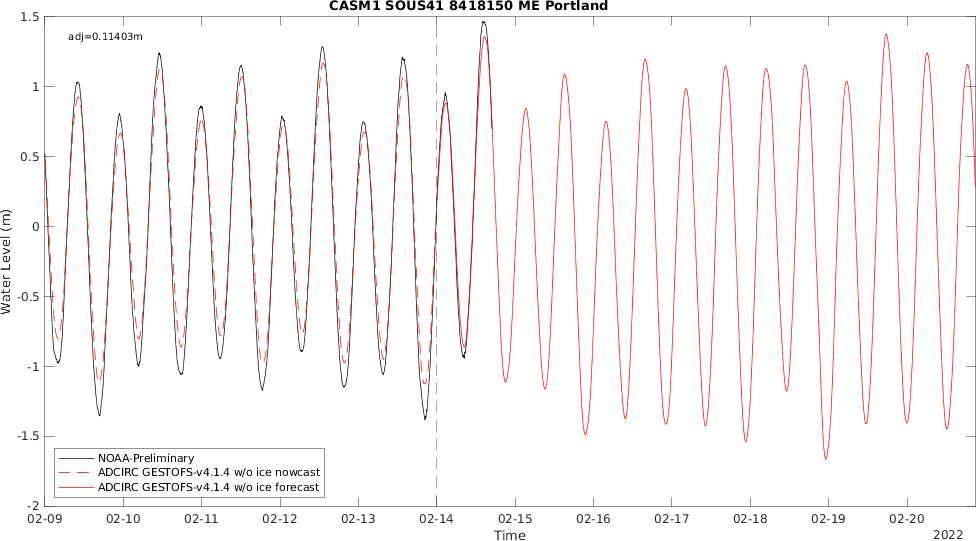 CASM1 SOUS41 8418150 ME Portland
adj=0.11403m
Water Level (m)
1.5
1
0.5
0
-0.5
-1
-1.5
-2
NOAA-Preliminary
ADCIRC GESTOFS-v4.1.4 w/o ice nowcast
ADCIRC GESTOFS-v4.1.4 w/o ice forecast
02-09 02-10 02-11 02-12 02-13 02-14 02-15 02-16 02-17 02-18 02-19 02-20
Time
2022